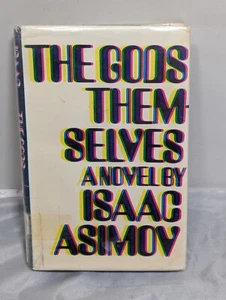 THE GODS
THEM-
SELVES
A NOVEL BY
ISAAC
ASIMOV